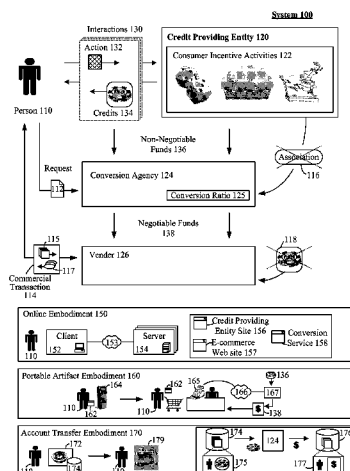 System 100
Interactions 130
Action 132
Credits 134
Credit Providing Entity 120
Consumer Incentive Activities 122
Person 110
Non-Negotiable
Funds 136
Association
116
Request
112
Conversion Agency 124
Conversion Ratio 125
Negotiable Funds
138
115
117
Vender 126
118
Commercial
Transaction
114
Online Embodiment 150
110
Client
152
153
Server
154
Credit Providing
Entity Site 156
E-commerce
Web site 157
Conversion
Service 158
Portable Artifact Embodiment 160
110
164
162
110
162
165
166
136
167
138
Account Transfer Embodiment 170
172
174
110
179
174
124
176
175
177